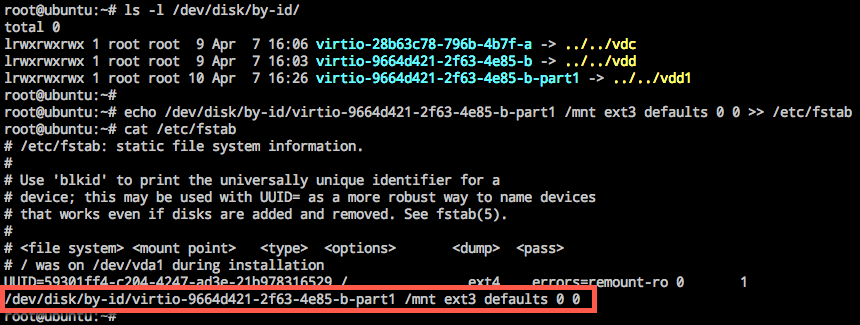 root@ubuntu:~# ls -l /dev/disk/by-id/
total 0
lrwxrwxrwx 1 root root  9 Apr  7 16:06 virtio-28b63c78-796b-4b7f-a -> ../../vdc
lrwxrwxrwx 1 root root  9 Apr  7 16:03 virtio-9664d421-2f63-4e85-b -> ../../vdd
lrwxrwxrwx 1 root root 10 Apr  7 16:26 virtio-9664d421-2f63-4e85-b-part1 -> ../../vdd1
root@ubuntu:~#
root@ubuntu:~# echo /dev/disk/by-id/virtio-9664d421-2f63-4e85-b-part1 /mnt ext3 defaults 0 0 >> /etc/fstab
root@ubuntu:~# cat /etc/fstab
# /etc/fstab: static file system information.
#
# Use 'blkid' to print the universally unique identifier for a
# device; this may be used with UUID= as a more robust way to name devices
# that works even if disks are added and removed. See fstab(5).
#
# <file system> <mount point>   <type>  <options>       <dump>  <pass>
# / was on /dev/vda1 during installation
UUID=59301ff4-c204-4247-ad3e-21b978316529 /               ext4    errors=remount-ro 0       1
/dev/disk/by-id/virtio-9664d421-2f63-4e85-b-part1 /mnt ext3 defaults 0 0
root@ubuntu:~#